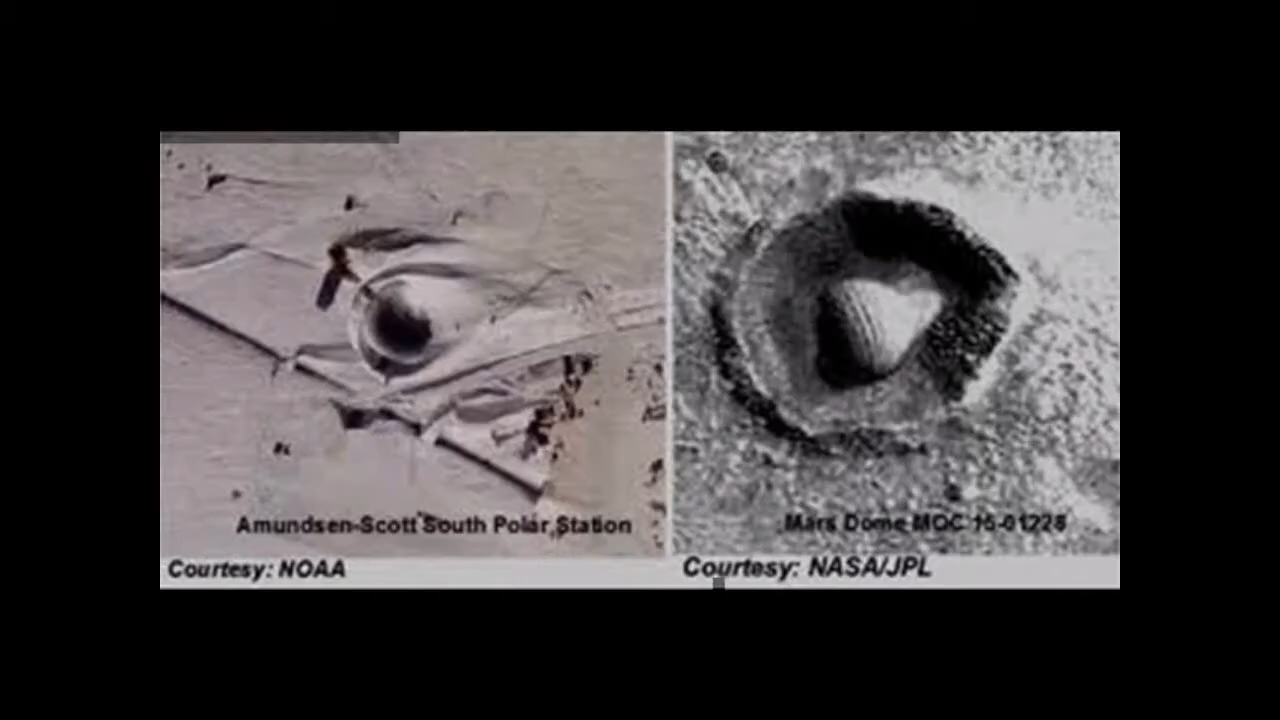 Amundsen-Scott South Polar Station
Courtesy: NOAA
Mars Dome MOC 15-01228
Courtesy: NASA/JPL